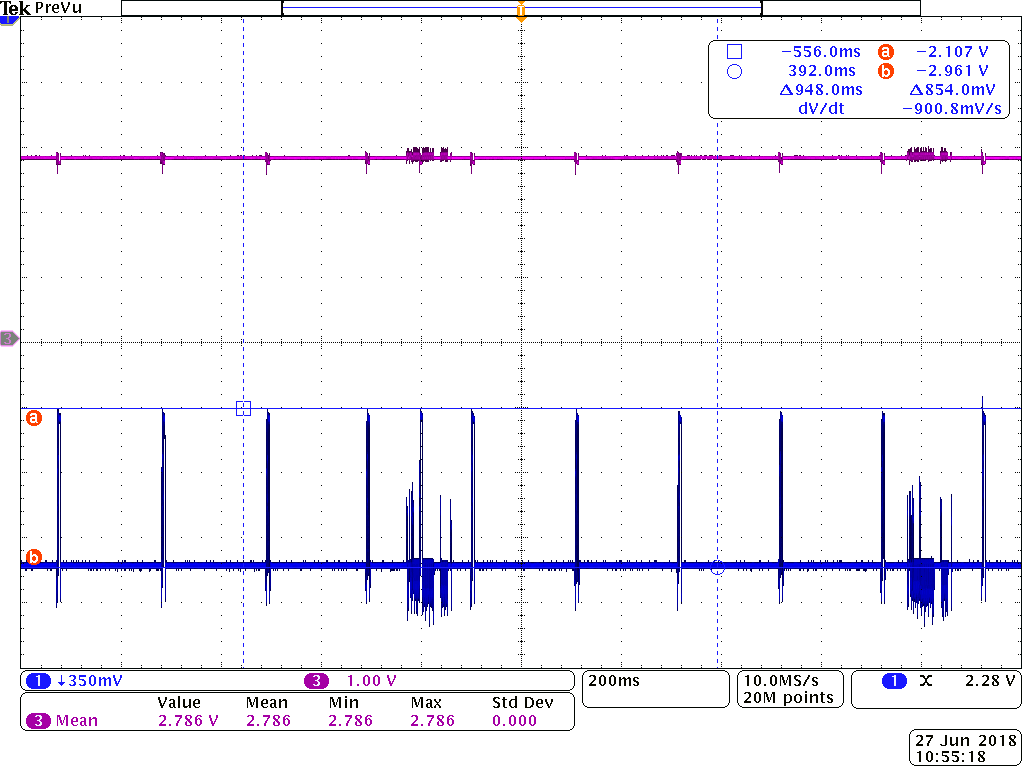 Tek PreVu
1
T
−556.0ms a −2.107 V
392.0ms b −2.961 V
Δ948.0ms Δ854.0mV
dV/dt −900.8mV/s
3
a
b
1 ↓350mV 3 1.00 V 200ms 10.0MS/s 1 X 2.28 V
20M points
Value Mean Min Max Std Dev
3 Mean 2.786 V 2.786 2.786 2.786 0.000
27 Jun 2018
10:55:18